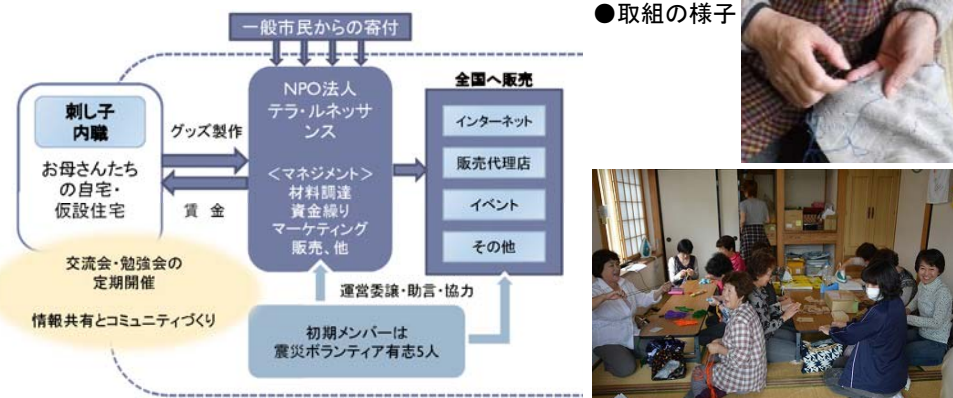 一般市民からの寄付
●取組の様子
刺し子
内職
お母さんたち
の自宅・
仮設住宅
グッズ製作
賃 金
NPO法人
テラ・ルネッサ
ンス
<マネジメント>
材料調達
資金繰り
マーケティング
販売、他
全国へ販売
インターネット
販売代理店
イベント
その他
交流会・勉強会の
定期開催
情報共有とコミュニティづくり
運営委譲・助言・協力
初期メンバーは
震災ボランティア有志5人